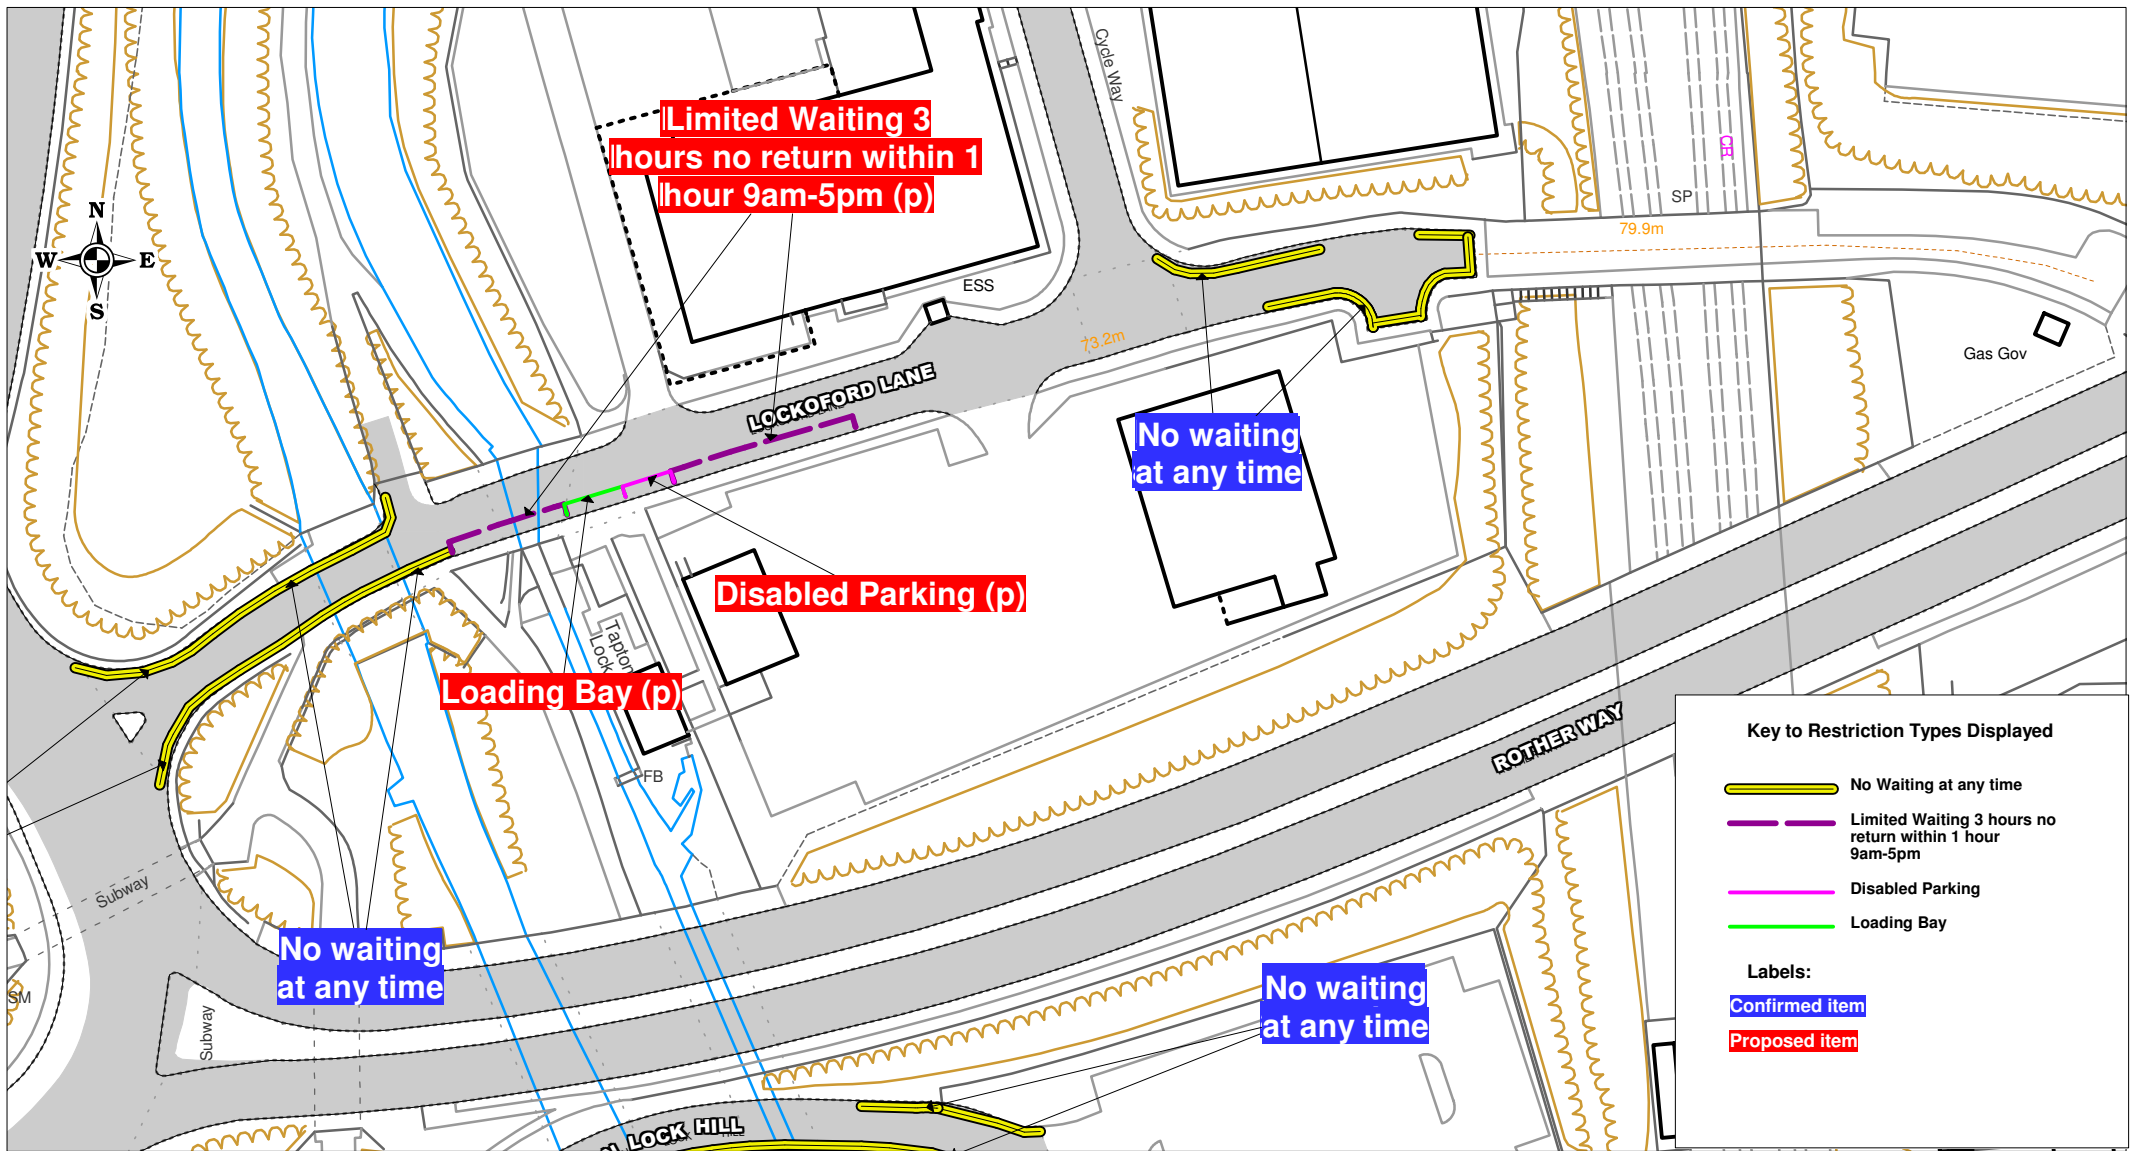 Cycle Way
Limited Waiting 3
hours no return within 1
hour 9am-5pm (p)
CR
SP
79.9m
N
W
E
S
ESS
73.2m
Gas Gov
LOCKOFORD LANE
No waiting
at any time
Disabled Parking (p)
Tapton
Lock
Loading Bay (p)
FB
ROTHER WAY
Subway
No waiting
at any time
SM
Subway
No waiting
at any time
N LOCK HILL
Key to Restriction Types Displayed
No Waiting at any time
Limited Waiting 3 hours no
return within 1 hour
9am-5pm
Disabled Parking
Loading Bay
Labels:
Confirmed item
Proposed item